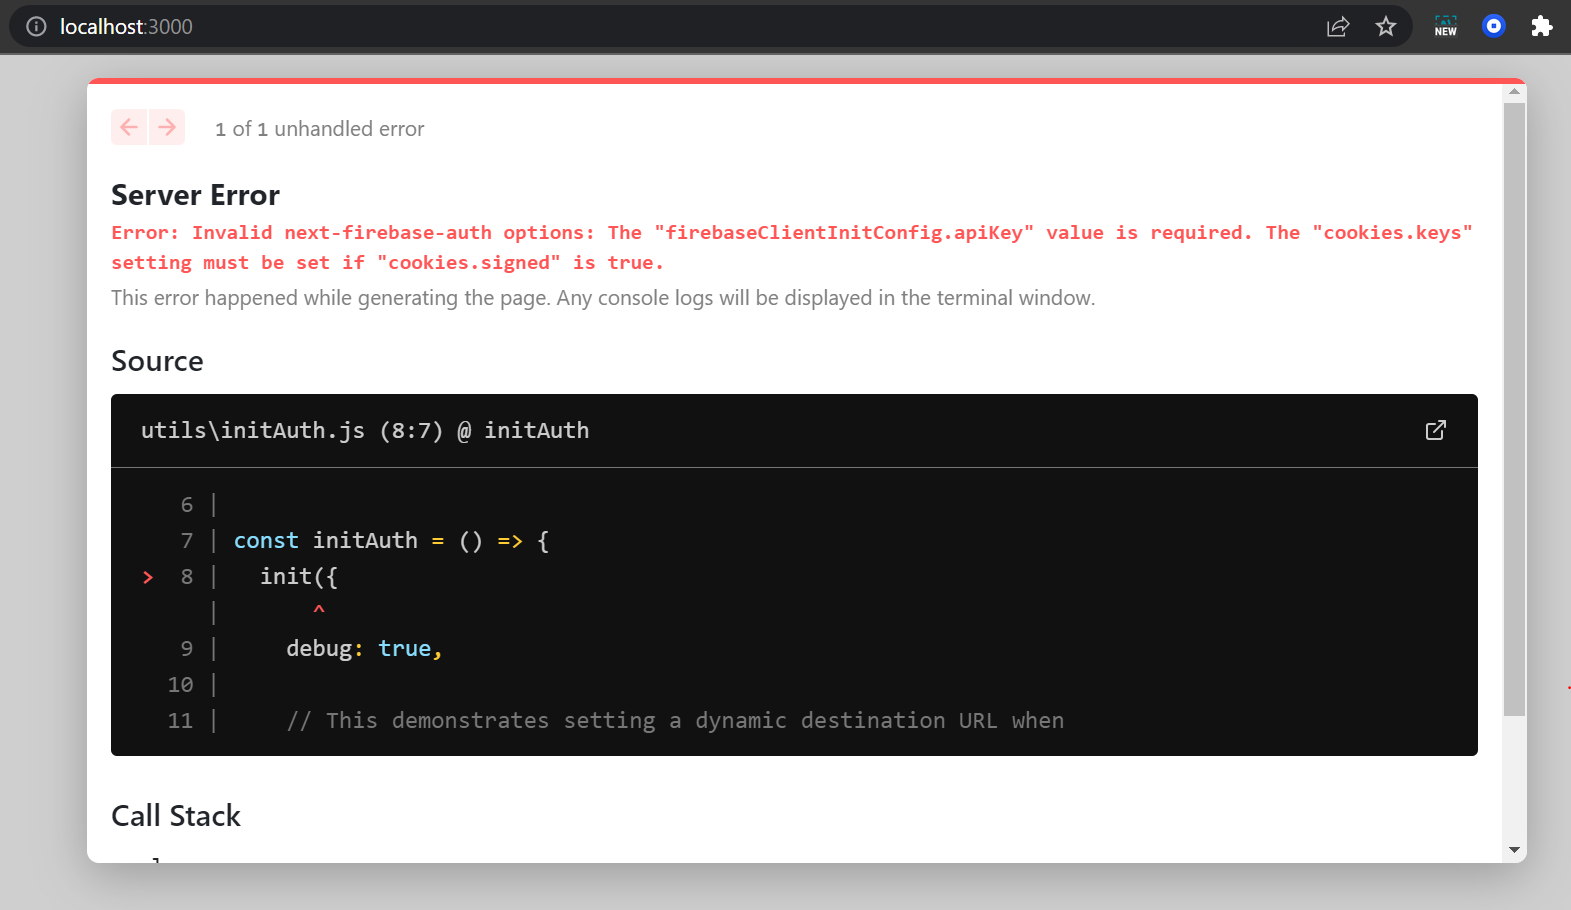 localhost:3000
NEW
1 of 1 unhandled error
Server Error
Error: Invalid next-firebase-auth options: The "firebaseClientInitConfig.apiKey" value is required. The "cookies.keys"
setting must be set if "cookies.signed" is true.
This error happened while generating the page. Any console logs will be displayed in the terminal window.
Source
utils\initAuth.js (8:7) @ initAuth
6 |
7 | const initAuth = () => {
> 8 |   init({
|       ^
9 |     debug: true,
10 |
11 |     // This demonstrates setting a dynamic destination URL when
Call Stack